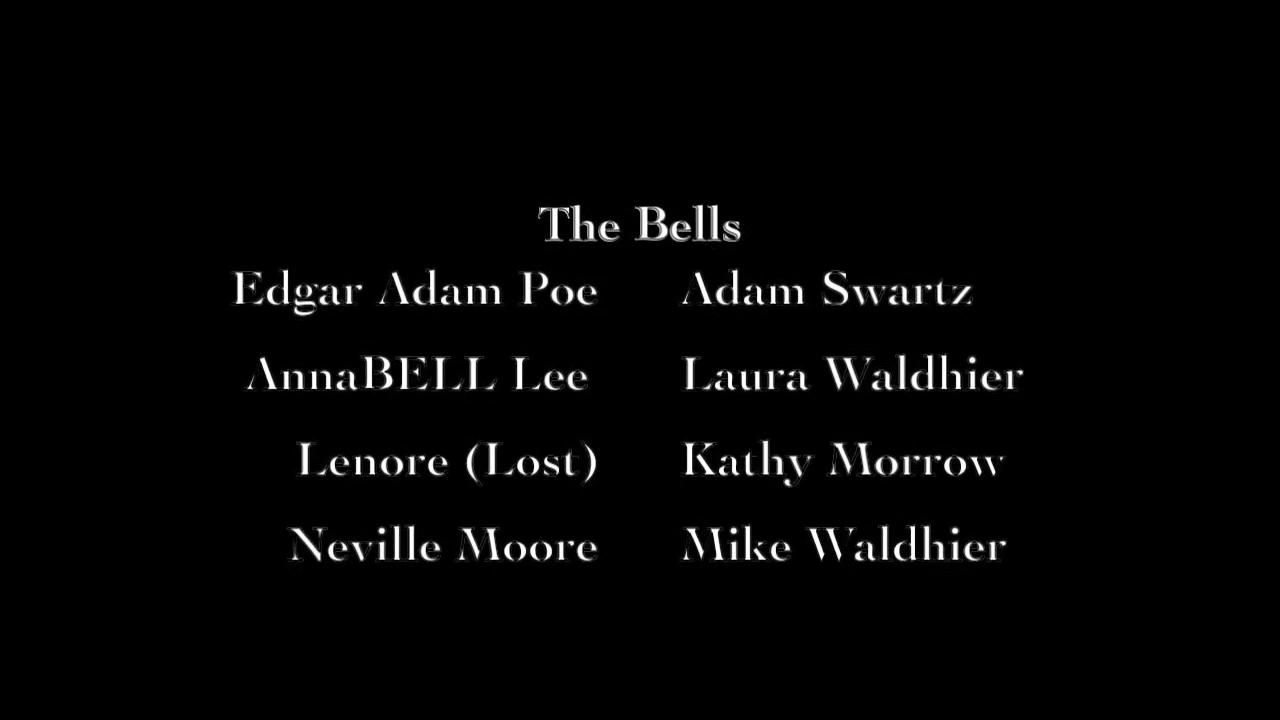 The Bells
Edgar Adam Poe Adam Swartz
AnnaBELL Lee Laura Waldhier
Lenore (Lost) Kathy Morrow
Neville Moore Mike Waldhier